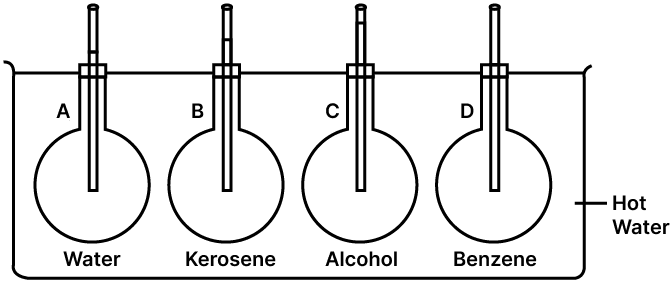 A
B
C
D
Hot
Water
Water
Kerosene
Alcohol
Benzene